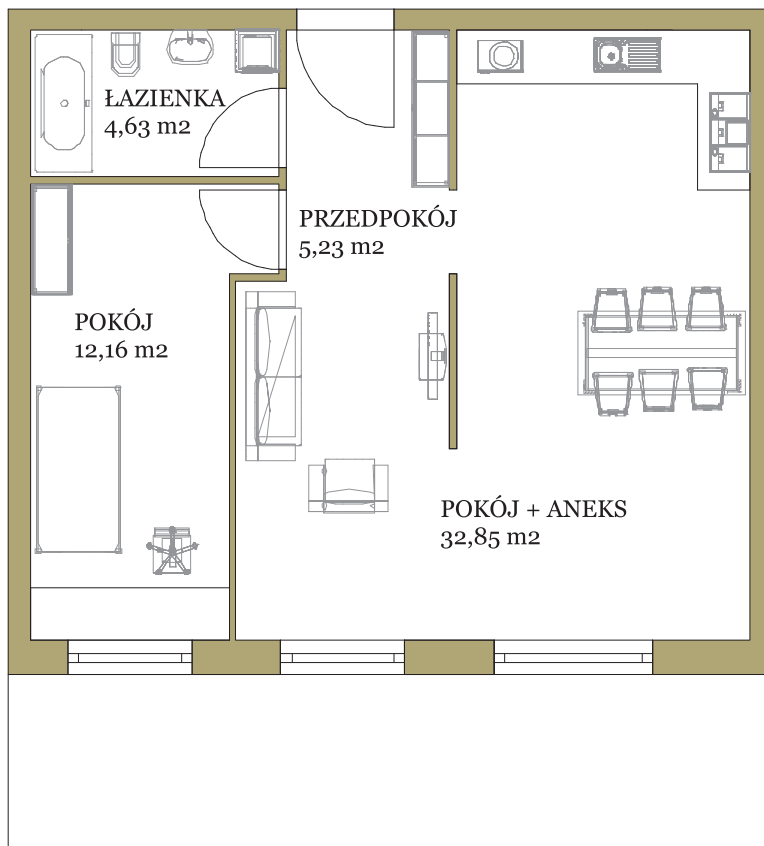 ŁAZIENKA
4,63 m2
PRZEDPOKÓJ
5,23 m2
POKÓJ
12,16 m2
POKÓJ + ANEKS
32,85 m2